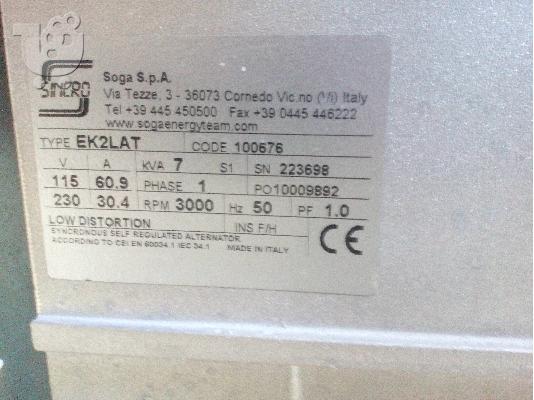 SINCRO
Soga S.p.A.
Via Tezze, 3 - 36073 Cornedo Vic.no (Vi) Italy
Tel +39 445 450500 Fax +39 0445 446222
www.sogaenergyteam.com
TYPE EK2LAT CODE 100676
V A KVA 7 S1 SN 223698
115 60.9 PHASE 1 PO10009892
230 30.4 RPM 3000 Hz 50 PF 1.0
LOW DISTORTION INS F/H
SYNCRONOUS SELF REGULATED ALTERNATOR
ACCORDING TO CEI EN 60034.1 IEC 34.1 MADE IN ITALY
CE